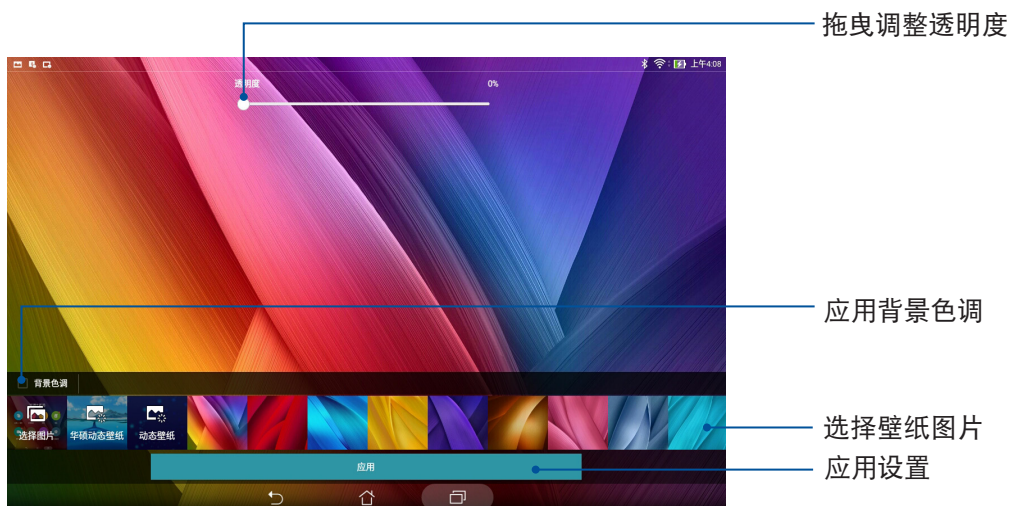 拖曳调整透明度
上午4:08
透明度 0%
应用背景色调
背景色调
选择图片 华硕动态壁纸 动态壁纸
选择壁纸图片
应用
应用设置